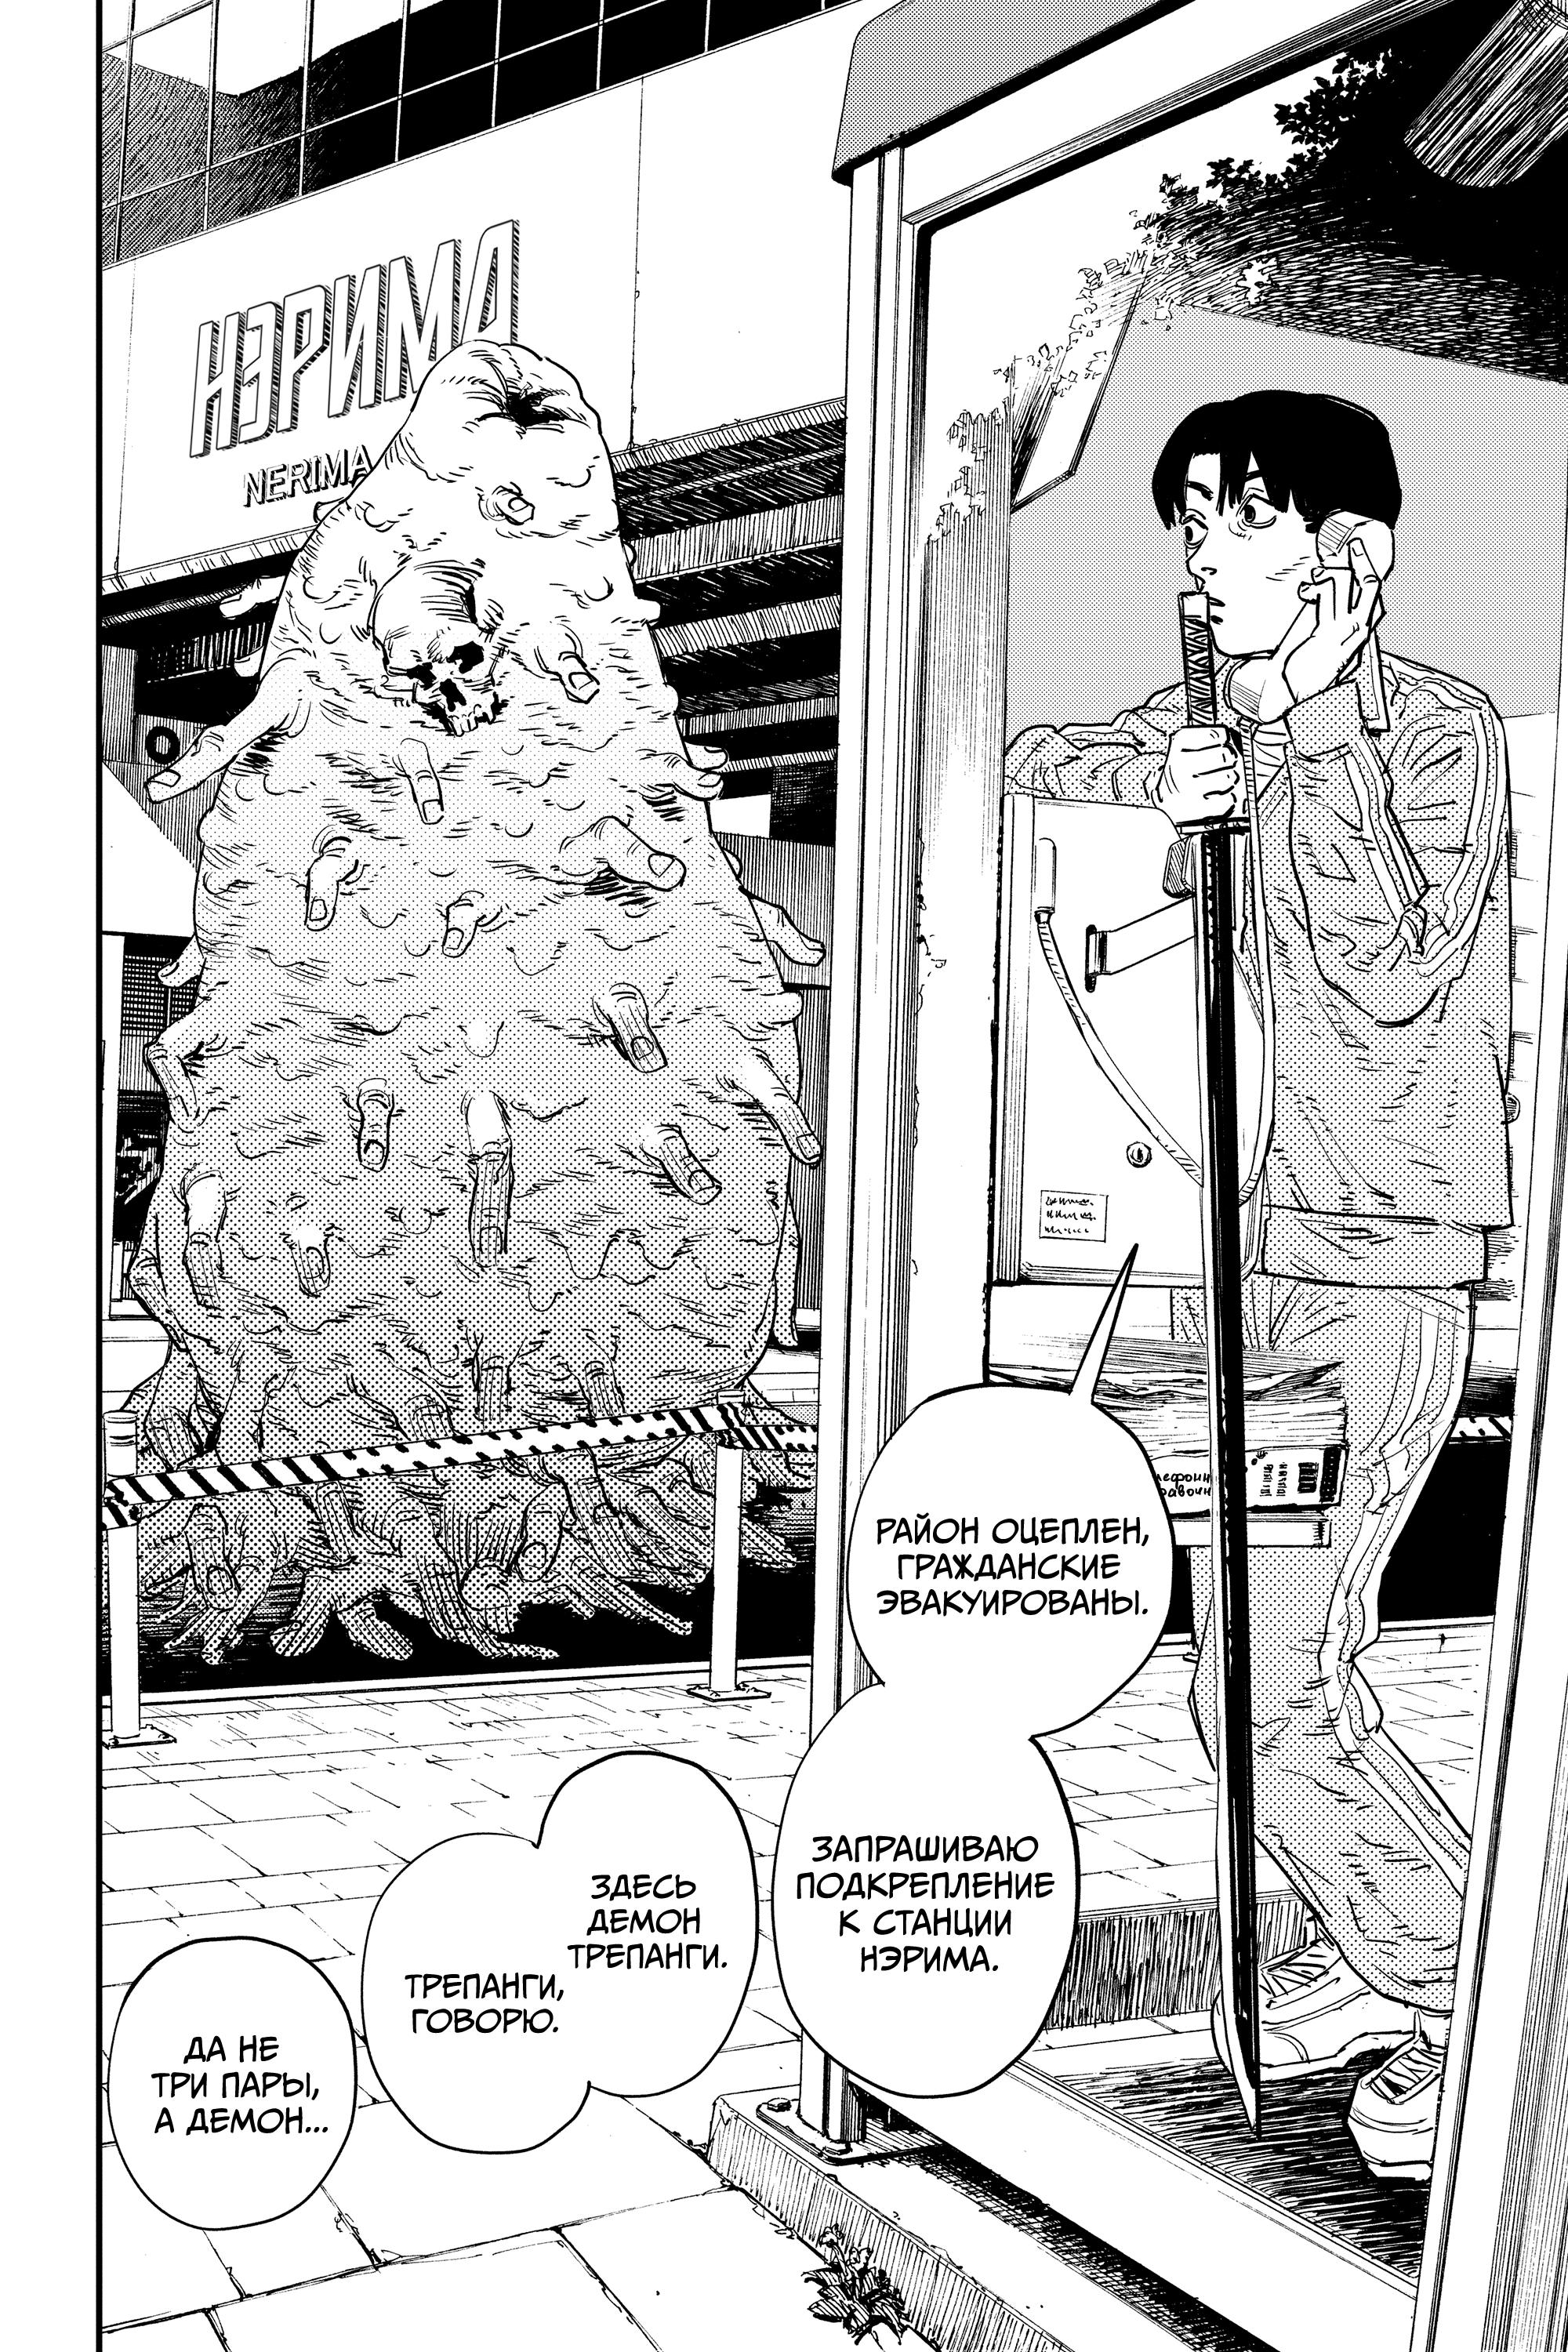 НЭРИМА
NERIMA
РАЙОН ОЦЕПЛЕН,
ГРАЖДАНСКИЕ
ЭВАКУИРОВАНЫ.
ЗАПРАШИВАЮ
ПОДКРЕПЛЕНИЕ
К СТАНЦИИ
НЭРИМА.
ЗДЕСЬ
ДЕМОН
ТРЕПАНГИ.
ТРЕПАНГИ,
ГОВОРЮ.
ДА НЕ
ТРИ ПАРЫ,
А ДЕМОН...